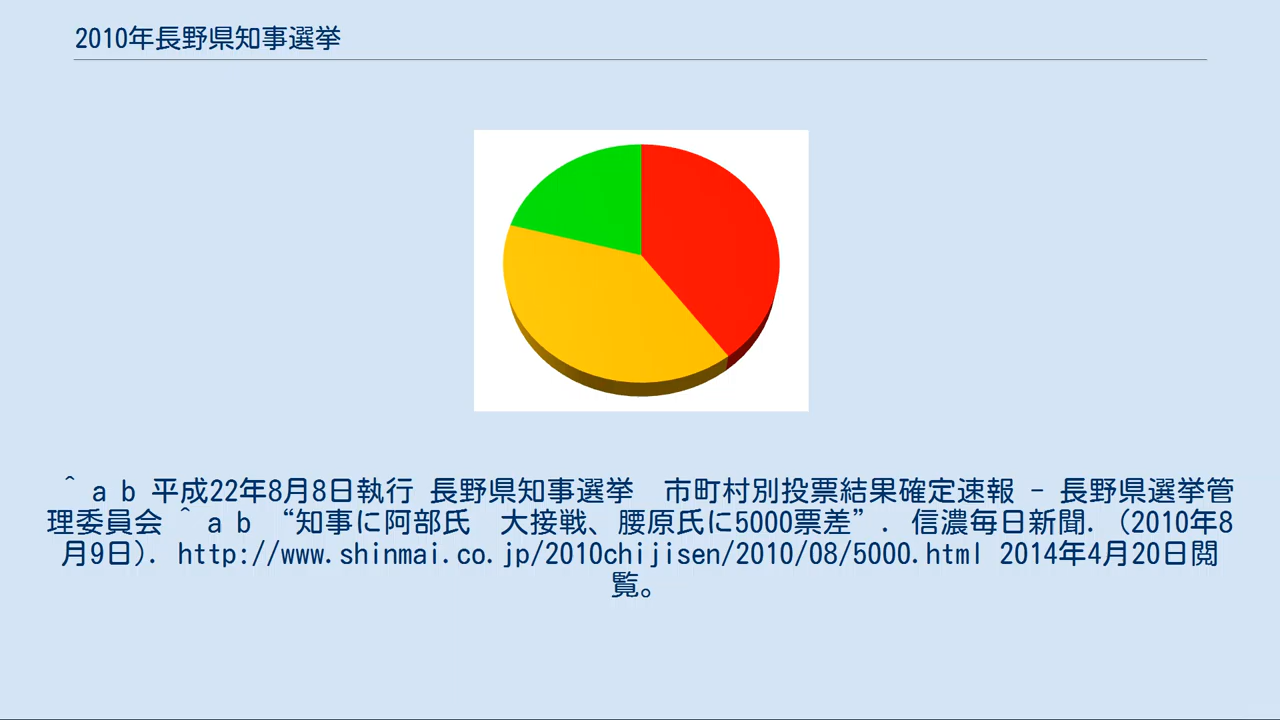 2010年長野県知事選挙
^ a b 平成22年8月8日執行 長野県知事選挙　市町村別投票結果確定速報 - 長野県選挙管
理委員会 ^ a b “知事に阿部氏　大接戦、腰原氏に5000票差”. 信濃毎日新聞. (2010年8
月9日). http://www.shinmai.co.jp/2010chijisen/2010/08/5000.html 2014年4月20日閲
覧。